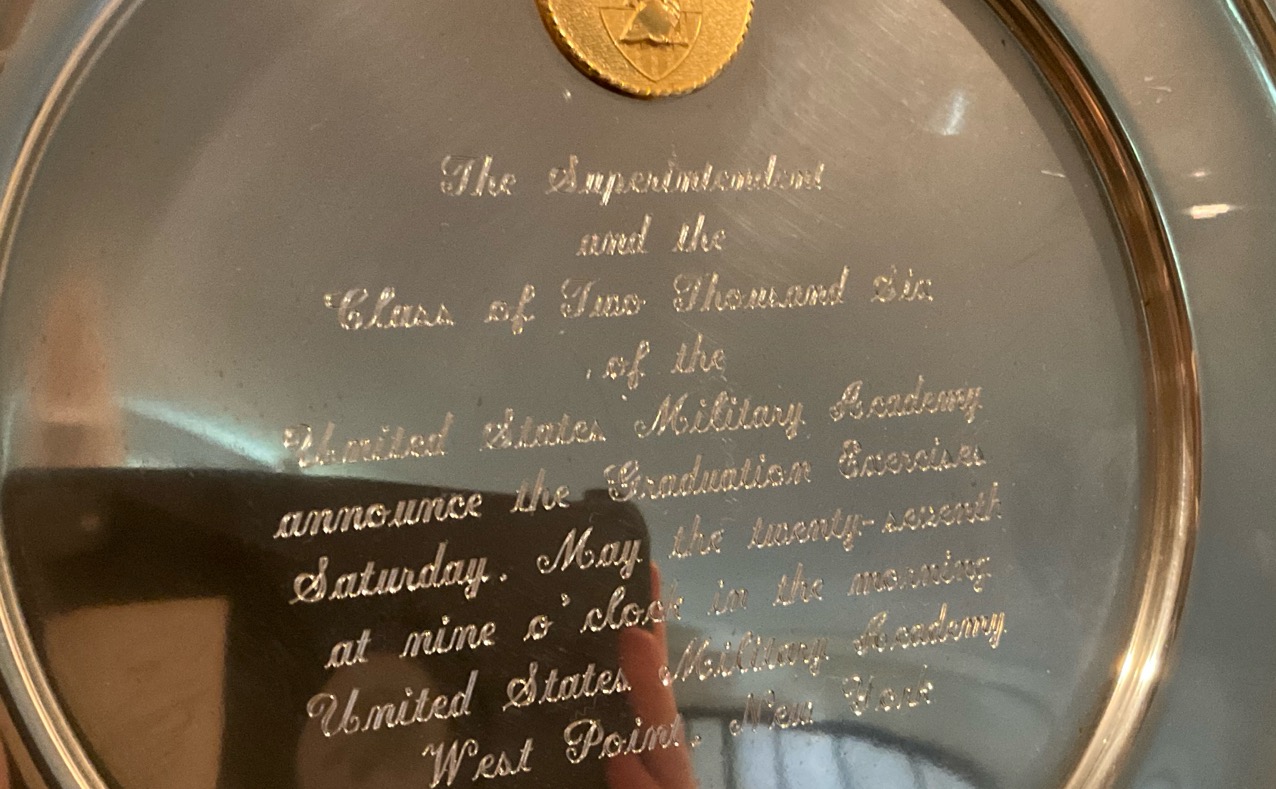 The Superintendent
and the
Class of Two Thousand Six
of the
United States Military Academy
announce the Graduation Exercises
Saturday, May the twenty-seventh
at nine o'clock in the morning
United States Military Academy
West Point, New York